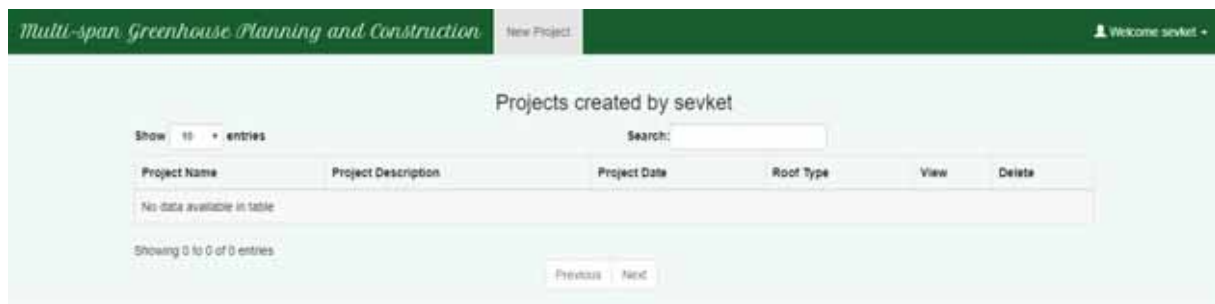 Multi-span Greenhouse Planning and Construction New Project Welcome sevket
Projects created by sevket
Show 10 entries Search:
Project Name Project Description Project Date Roof Type View Delete
No data available in table
Showing 0 to 0 of 0 entries
Previous Next